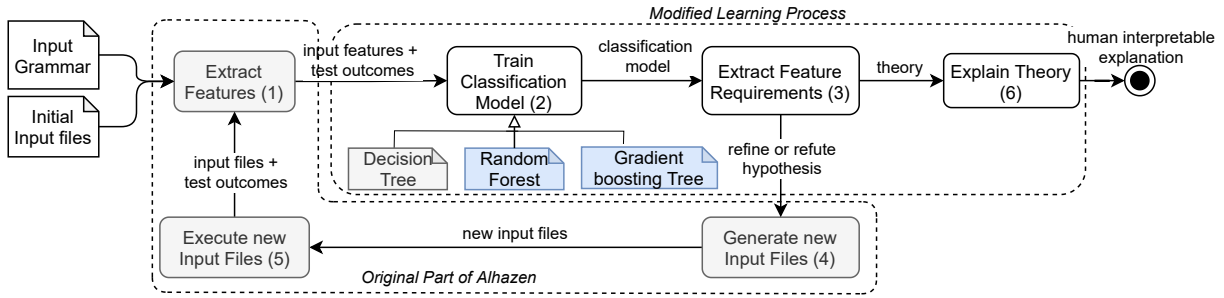 Modified Learning Process
Input
Grammar
Initial
Input files
Extract
Features (1)
input features +
test outcomes
Train
Classification
Model (2)
classification
model
Extract Feature
Requirements (3)
theory
Explain Theory
(6)
human interpretable
explanation
Decision
Tree
Random
Forest
Gradient
boosting Tree
refine or refute
hypothesis
input files +
test outcomes
Execute new
Input Files (5)
new input files
Generate new
Input Files (4)
Original Part of Alhazen